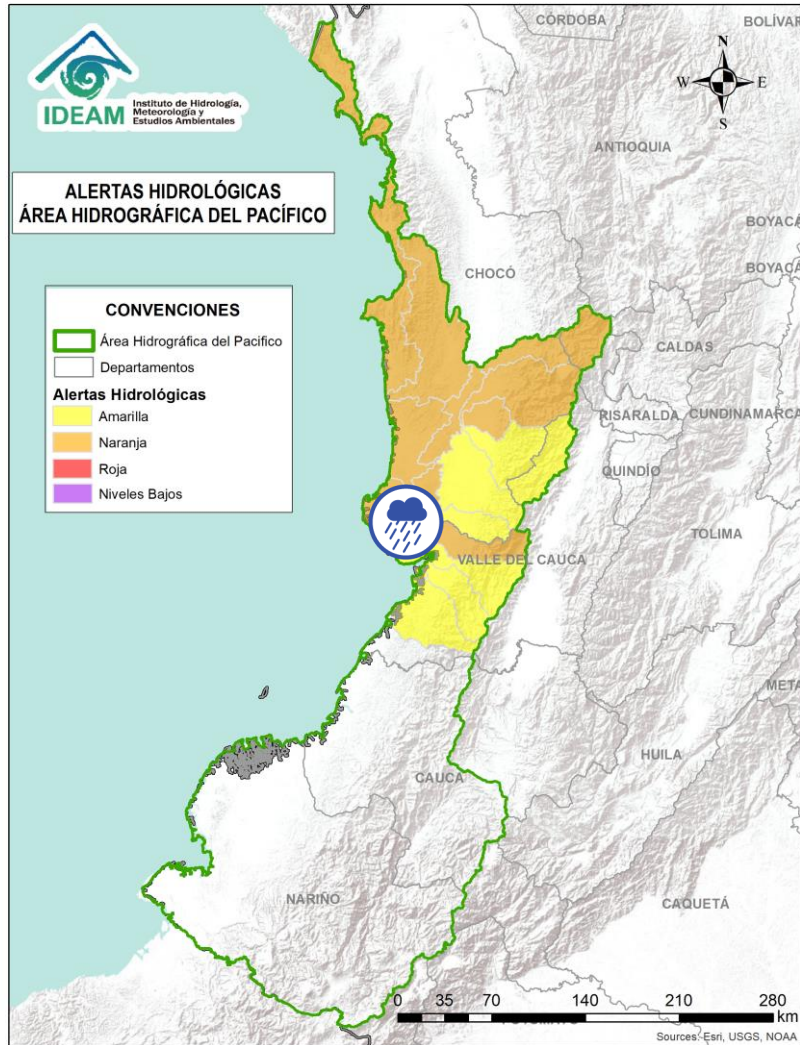 CÓRDOBA
BOLÍVAR
N
W
E
S
IDEAM
Instituto de Hidrología,
Meteorología y
Estudios Ambientales
ANTIOQUIA
ALERTAS HIDROLÓGICAS
ÁREA HIDROGRÁFICA DEL PACÍFICO
BOYACÁ
BOYACÁ
CHOCÓ
CONVENCIONES
Área Hidrográfica del Pacifico
Departamentos
Alertas Hidrológicas
Amarilla
Naranja
Roja
Niveles Bajos
CALDAS
RISARALDA
CUNDINAMARCA
QUINDÍO
TOLIMA
VALLE DEL CAUCA
META
HUILA
CAUCA
NARIÑO
CAQUETÁ
0 35 70 140 210 280
km
Sources: Esri, USGS, NOAA